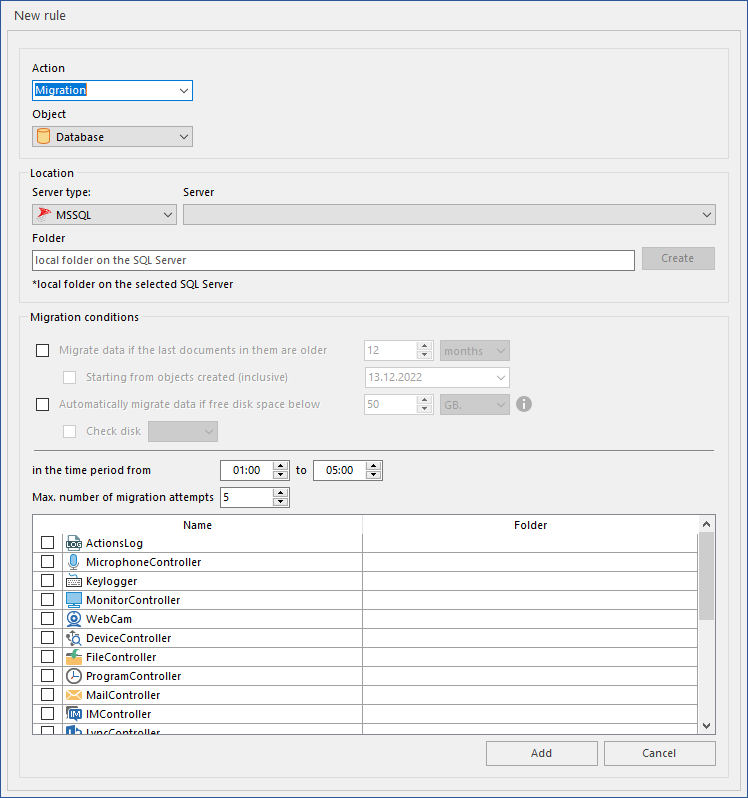 New rule
Action
Migration
Object
Database
Location
Server type:
Server
MSSQL
Folder
local folder on the SQL Server
Create
*local folder on the selected SQL Server
Migration conditions
Migrate data if the last documents in them are older
12
months
Starting from objects created (inclusive)
13.12.2022
Automatically migrate data if free disk space below
50
GB.
Check disk
in the time period from
01:00
to
05:00
Max. number of migration attempts
5
Name
Folder
ActionsLog
MicrophoneController
Keylogger
MonitorController
WebCam
DeviceController
FileController
ProgramController
MailController
IMController
LyncController
Add
Cancel